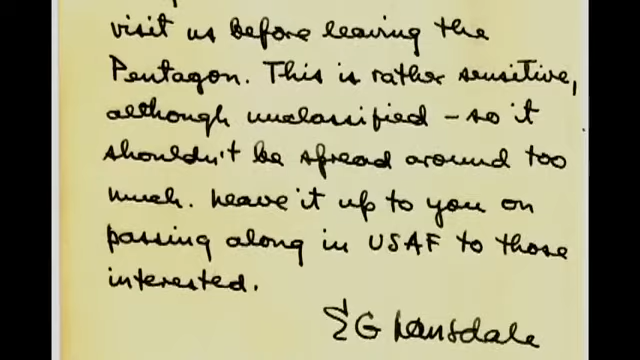 visit us before leaving the
Pentagon. This is rather sensitive,
although unclassified – so it
shouldn't be spread around too
much. Leave it up to you on
passing along in USAF to those
interested.
EG Lansdale